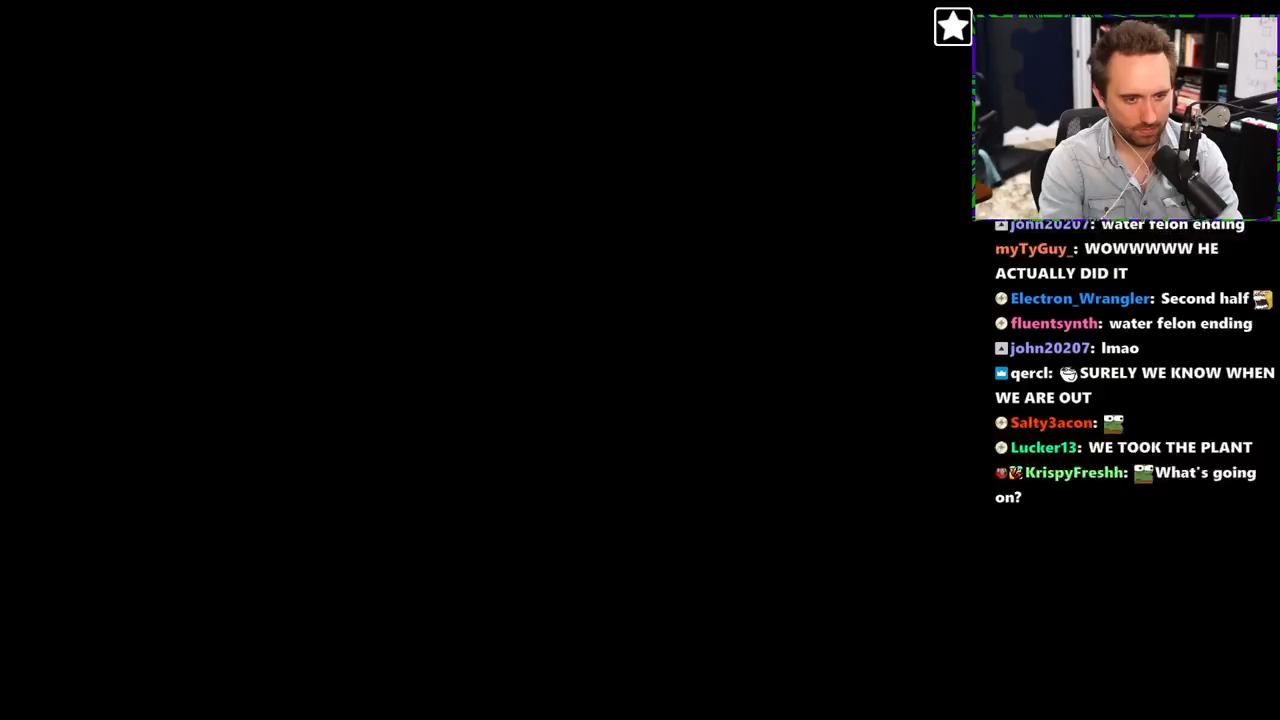 john20207: water felon ending
myTyGuy_: WOWWWWW HE
ACTUALLY DID IT
Electron_Wrangler: Second half
fluentsynth: water felon ending
john20207: lmao
qercl: SURELY WE KNOW WHEN
WE ARE OUT
Salty3acon:
Lucker13: WE TOOK THE PLANT
KrispyFreshh: What's going
on?